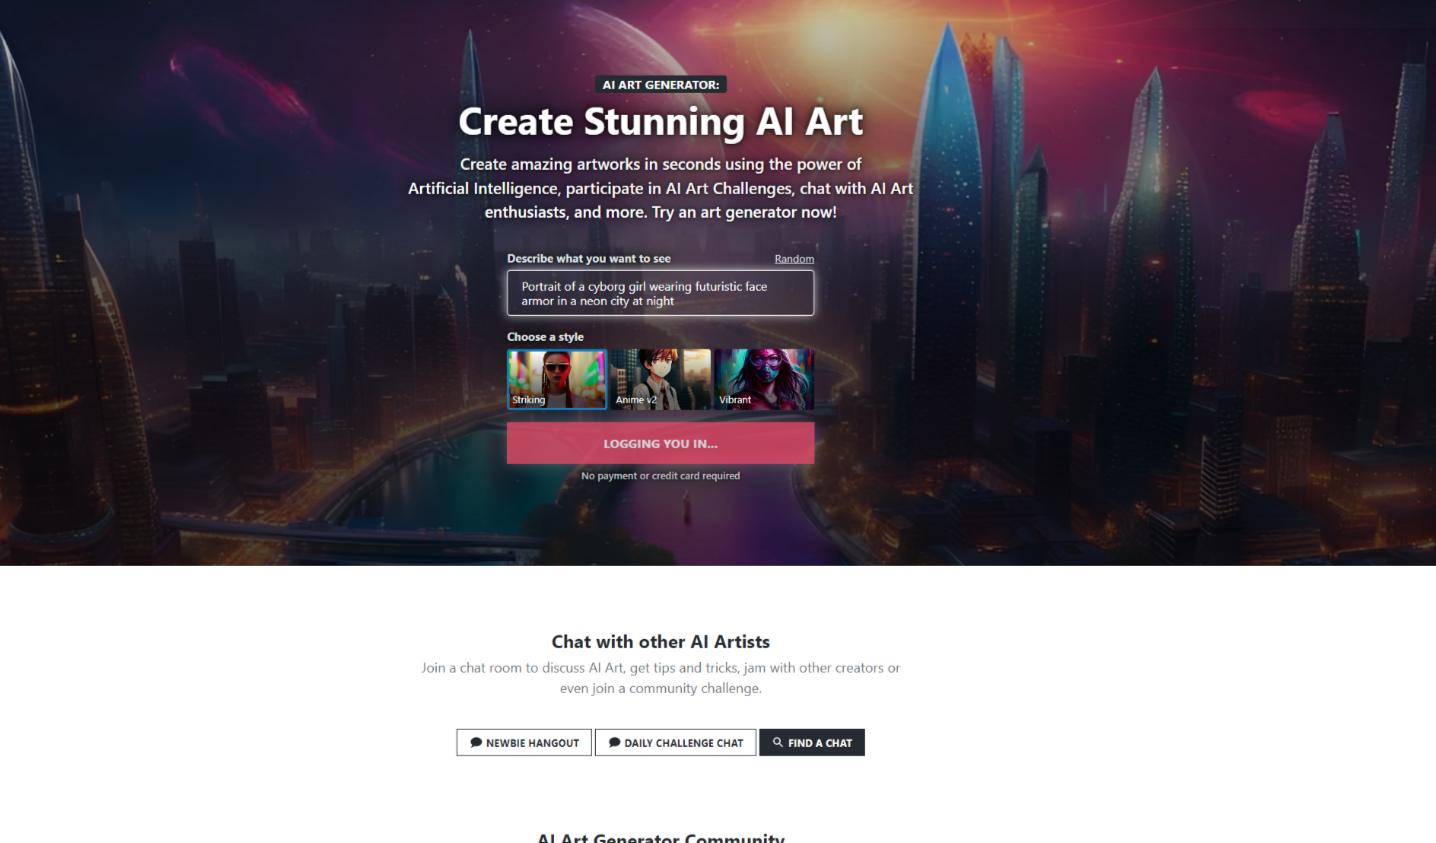 AI ART GENERATOR:
Create Stunning AI Art
Create amazing artworks in seconds using the power of
Artificial Intelligence, participate in AI Art Challenges, chat with AI Art
enthusiasts, and more. Try an art generator now!
Describe what you want to see
Random
Portrait of a cyborg girl wearing futuristic face
armor in a neon city at night
Choose a style
Striking
Anime v2
Vibrant
LOGGING YOU IN...
No payment or credit card required
Chat with other AI Artists
Join a chat room to discuss AI Art, get tips and tricks, jam with other creators or
even join a community challenge.
NEWBIE HANGOUT
DAILY CHALLENGE CHAT
FIND A CHAT
AI Art Generator Community